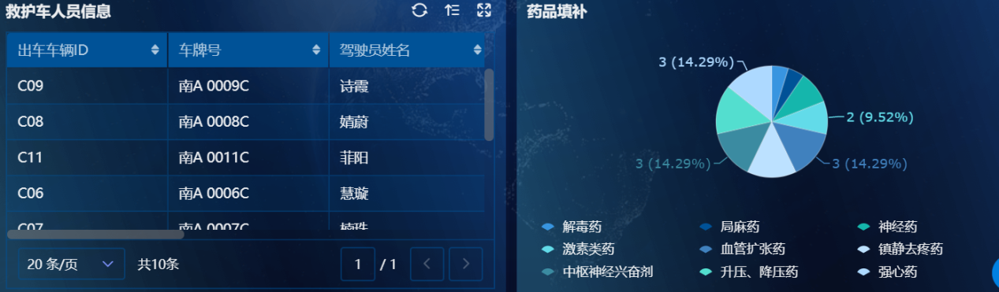 救护车人员信息
出车车辆ID 车牌号 驾驶员姓名
C09 南A 0009C 诗霞
C08 南A 0008C 婧蔚
C11 南A 0011C 菲阳
C06 南A 0006C 慧璇
C07 南A 0007C
20 条/页 共10条 1 / 1
药品填补
3 (14.29%)
2 (9.52%)
3 (14.29%)
3 (14.29%)
解毒药 局麻药 神经药
激素类药 血管扩张药 镇静去疼药
中枢神经兴奋剂 升压、降压药 强心药